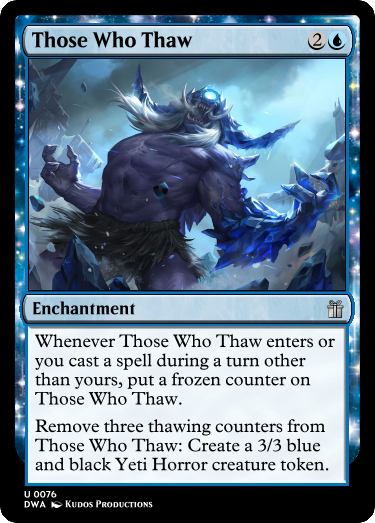 Those Who Thaw 2
Enchantment
Whenever Those Who Thaw enters or
you cast a spell during a turn other
than yours, put a frozen counter on
Those Who Thaw.
Remove three thawing counters from
Those Who Thaw: Create a 3/3 blue
and black Yeti Horror creature token.
U 0076
DWA Kudos Productions